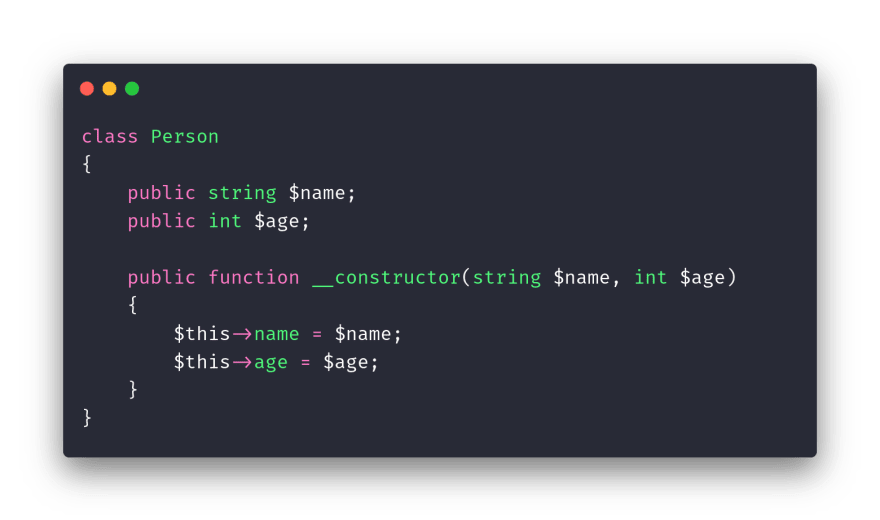 class Person
{
    public string $name;
    public int $age;

    public function __constructor(string $name, int $age)
    {
        $this->name = $name;
        $this->age = $age;
    }
}